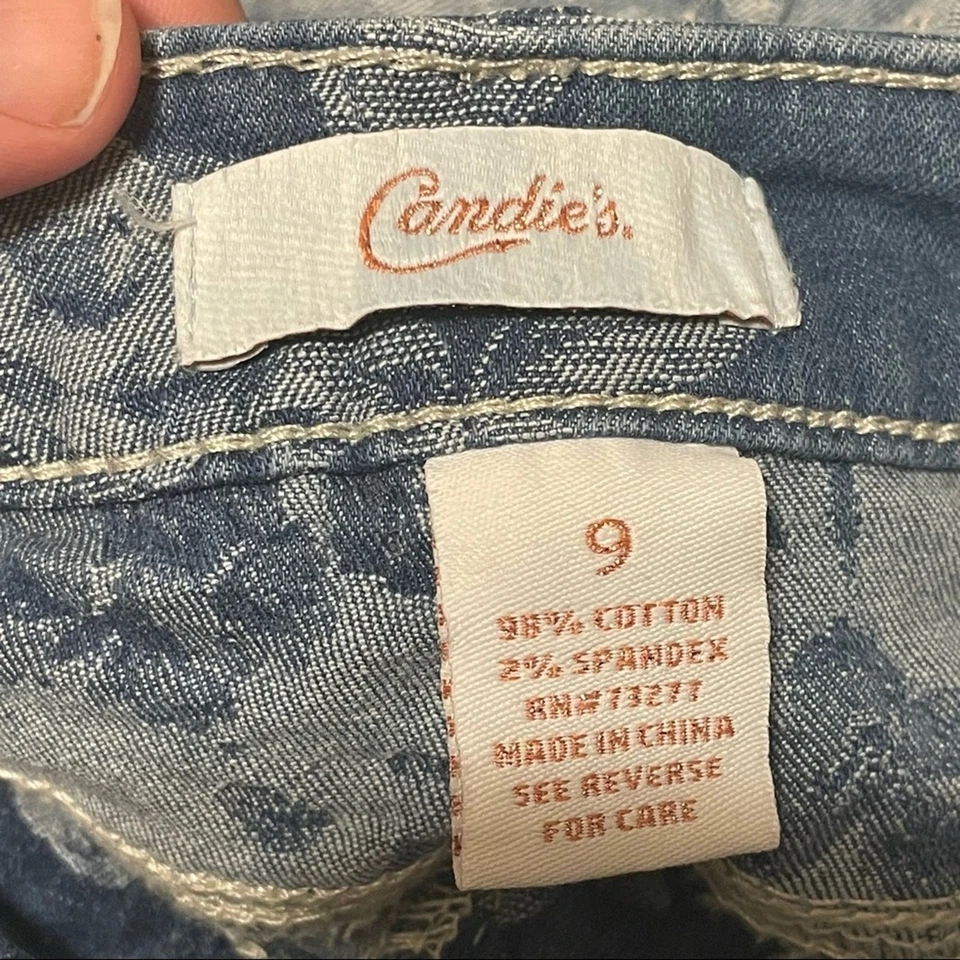 Candie's.
9
98% COTTON
2% SPANDEX
RN#73277
MADE IN CHINA
SEE REVERSE
FOR CARE